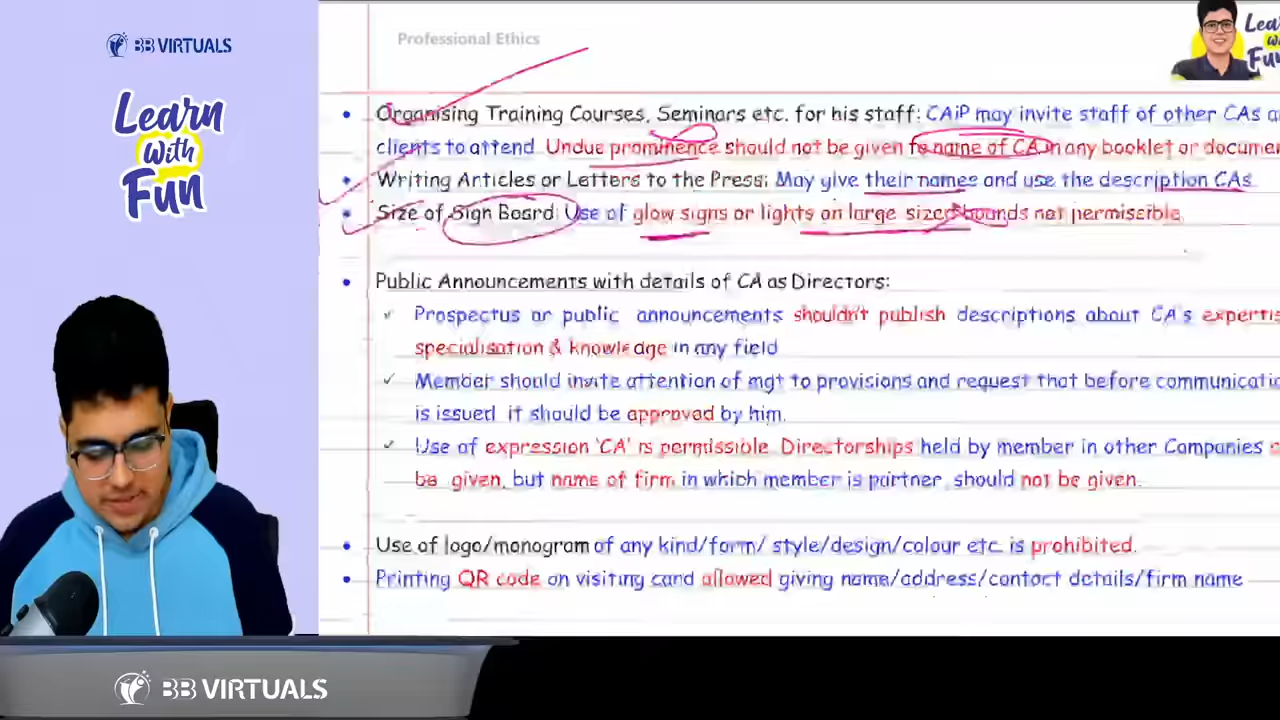 BB VIRTUALS
Learn
With
Fun
Professional Ethics
Organising Training Courses, Seminars etc. for his staff: CAiP may invite staff of other CAs
clients to attend. Undue prominence should not be given to name of CA in any booklet or
Writing Articles or Letters to the Press: May give their names and use the description CAs.
Size of Sign Board: Use of glow signs or lights on large sized bounds not permissible.
Public Announcements with details of CA as Directors:
Prospectus or public announcements shouldn't publish descriptions about CA's
specialisation & knowledge in any field
Member should invite attention of mgt to provisions and request that before
is issued it should be approved by him.
Use of expression 'CA' is permissible. Directorships held by member in other Companies
be given, but name of firm in which member is partner, should not be given.
Use of logo/monogram of any kind/form/ style/design/colour etc. is prohibited.
Printing QR code on visiting card allowed giving name/address/contact details/firm name
BB VIRTUALS